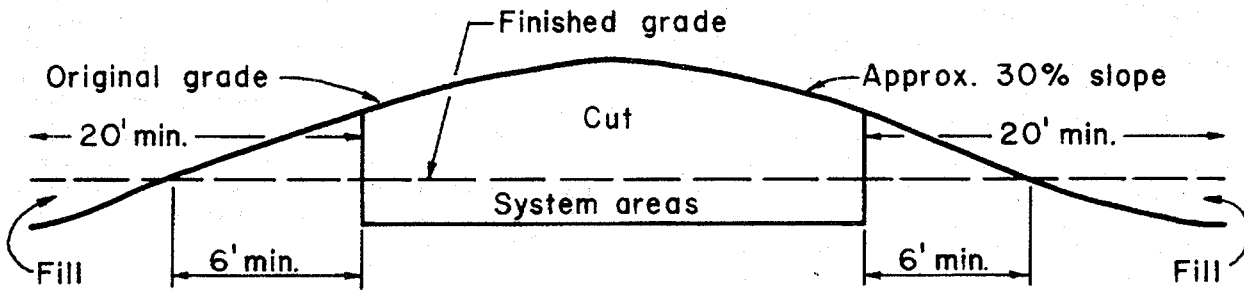 Finished grade
Original grade
Approx. 30% slope
20' min.
Cut
20' min.
System areas
6' min.
6' min.
Fill
Fill